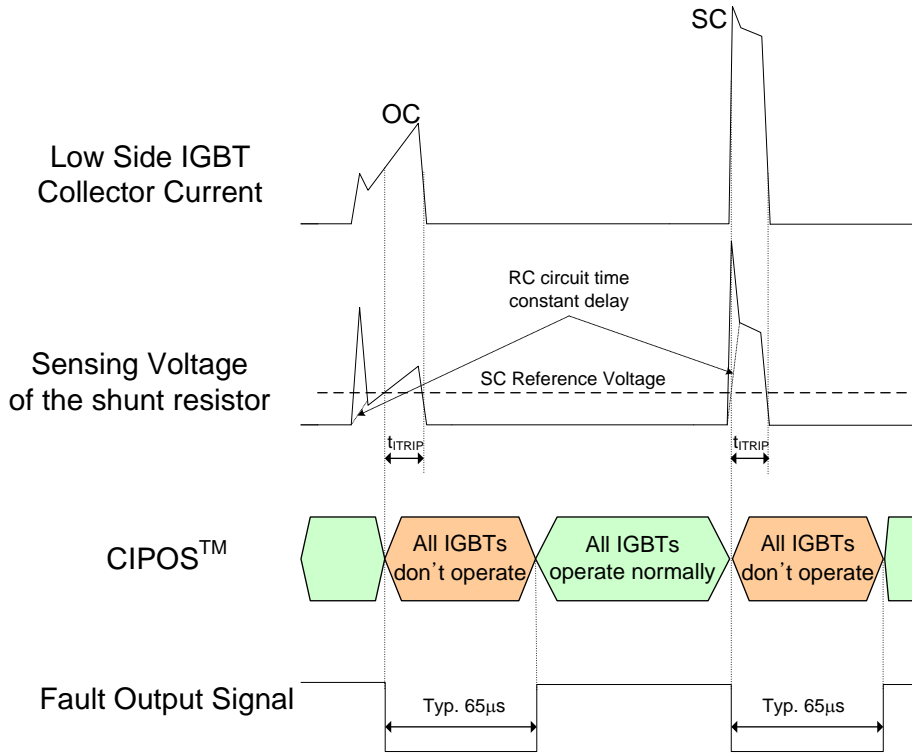 SC
OC
Low Side IGBT
Collector Current
RC circuit time
constant delay
Sensing Voltage
of the shunt resistor
SC Reference Voltage
tITRIP
tITRIP
CIPOSTM
All IGBTs
don't operate
All IGBTs
operate normally
All IGBTs
don't operate
Fault Output Signal
Typ. 65μs
Typ. 65μs